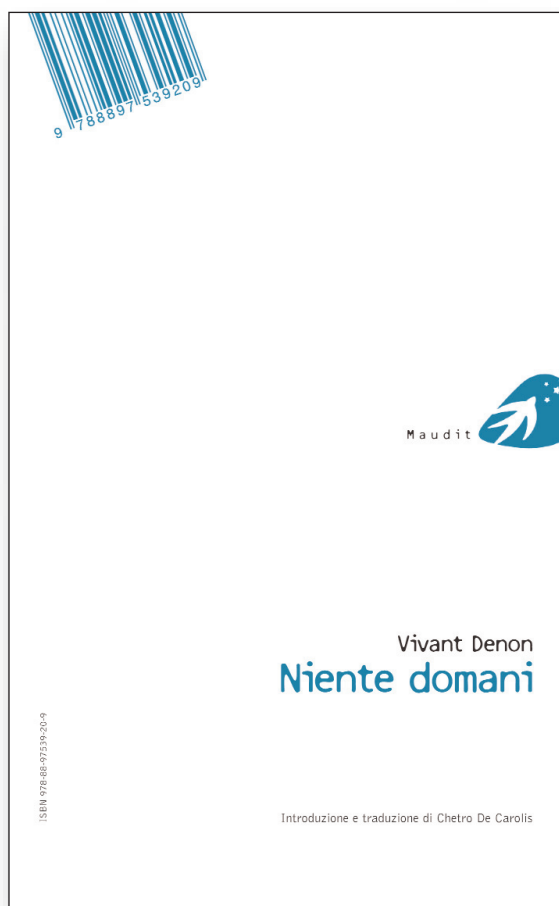 9 788897 539209
Maudit
Vivant Denon
Niente domani
ISBN 978-88-97539-20-9
Introduzione e traduzione di Chetro De Carolis